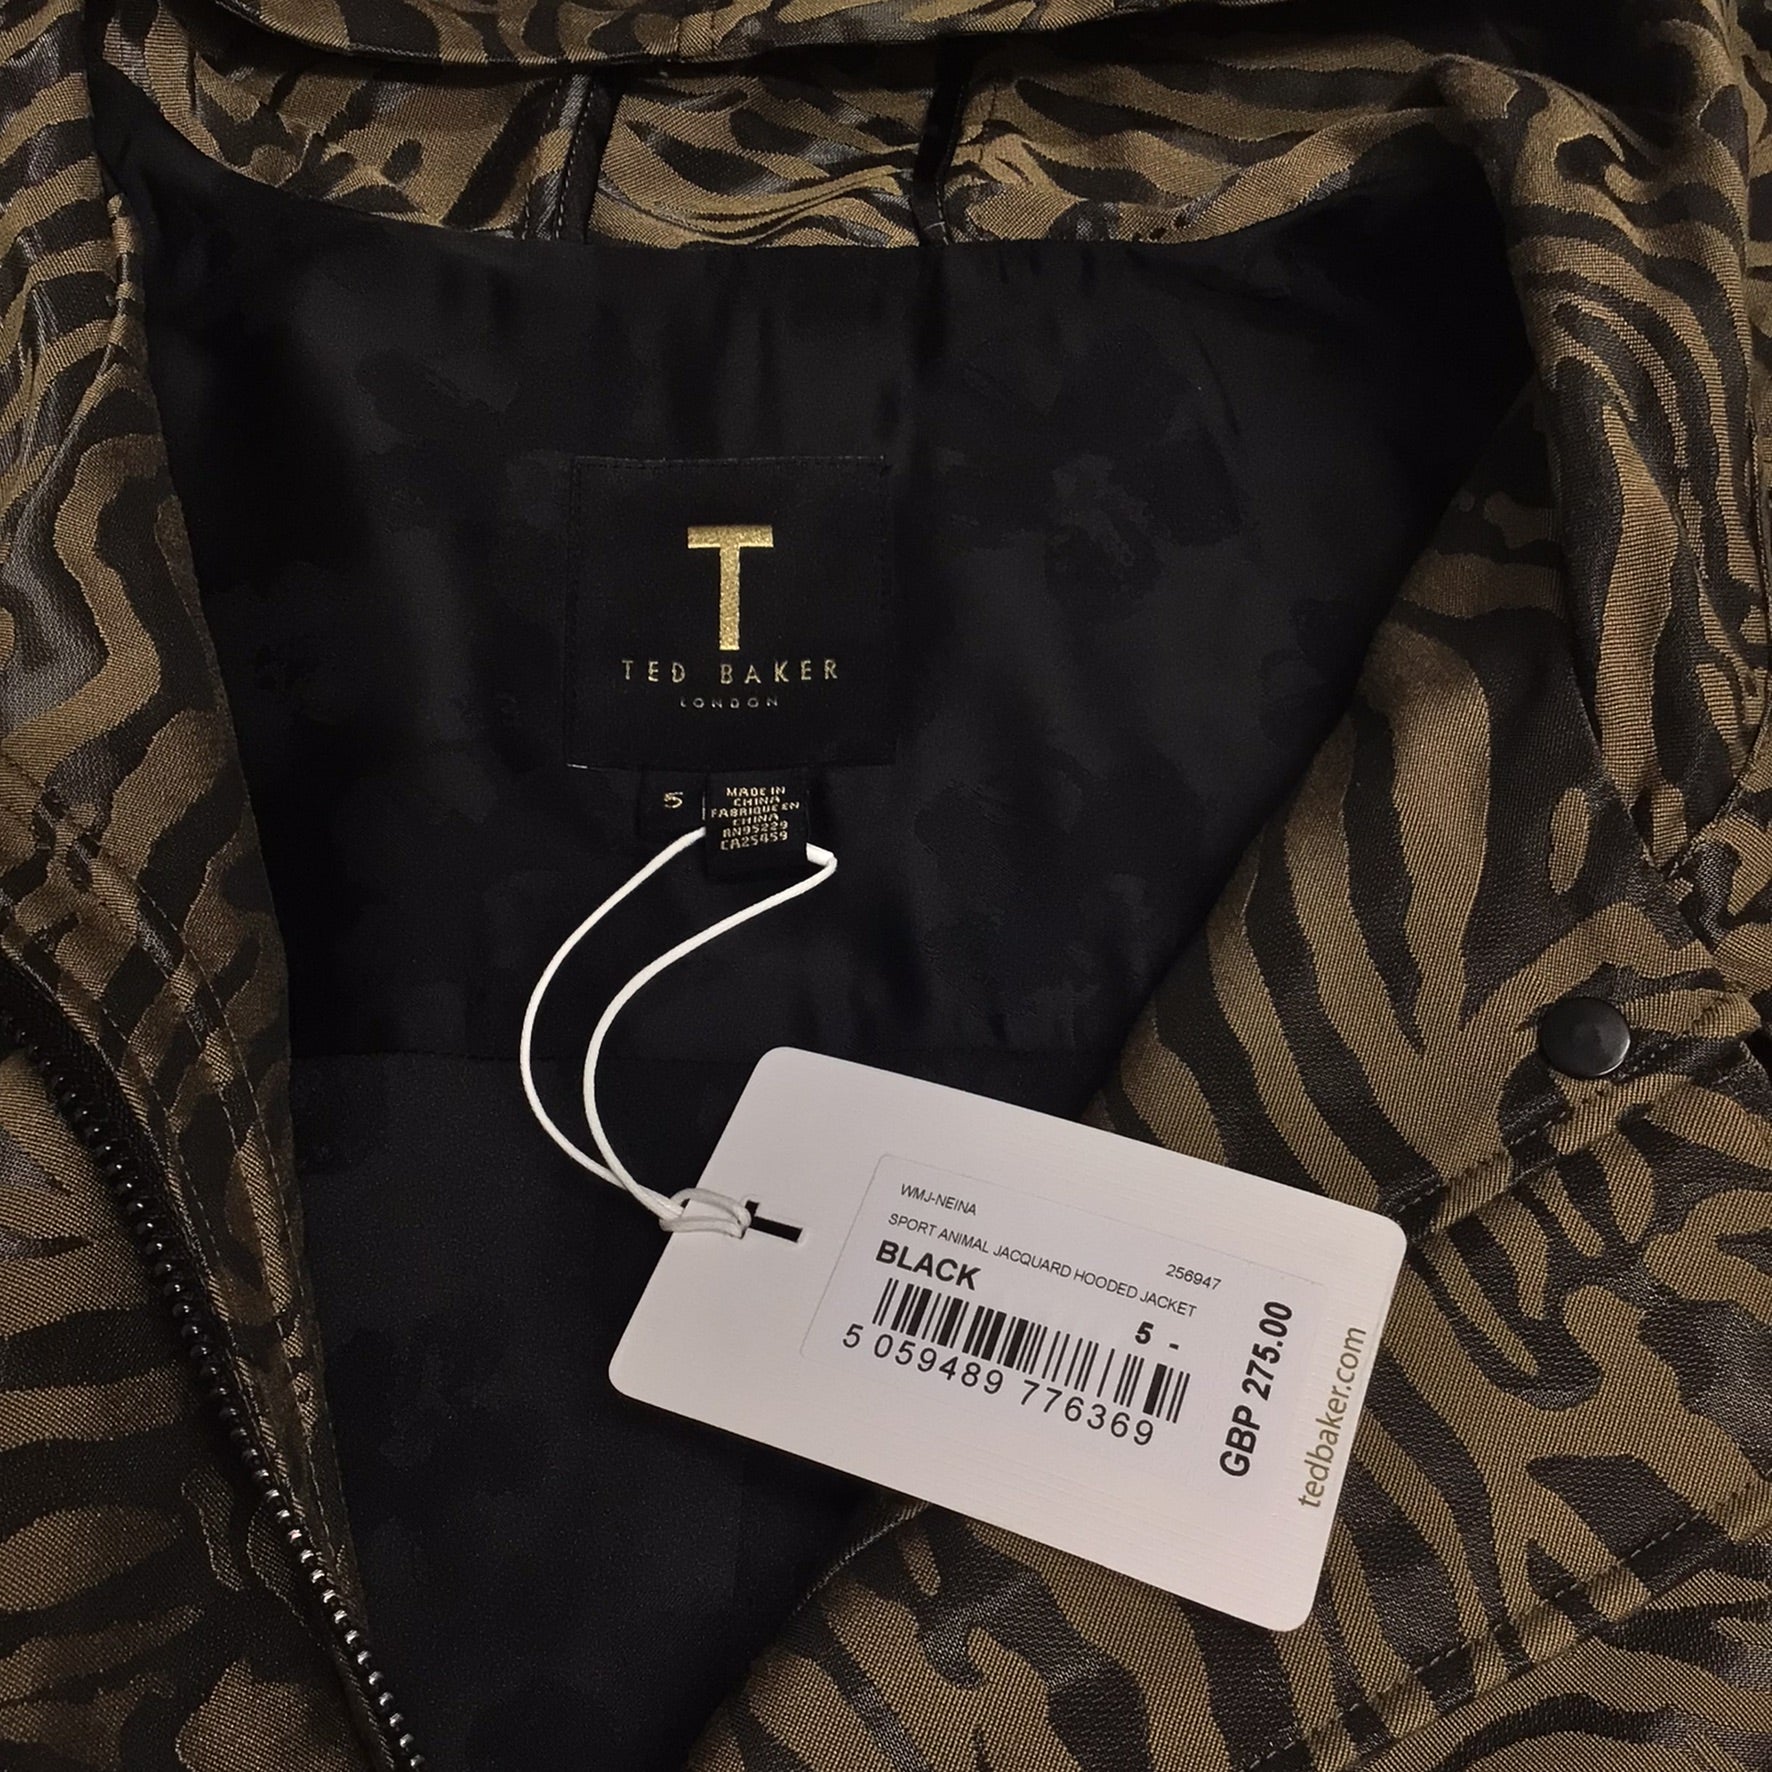 T
TED BAKER
LONDON
5
MADE IN
CHINA
FABRIQUE EN
CHINA
RN95229
CA25459
WMJ-NEINA
256947
SPORT ANIMAL JACQUARD HOODED JACKET
BLACK
5 -
5 059489 776369
GBP 275.00
tedbaker.com